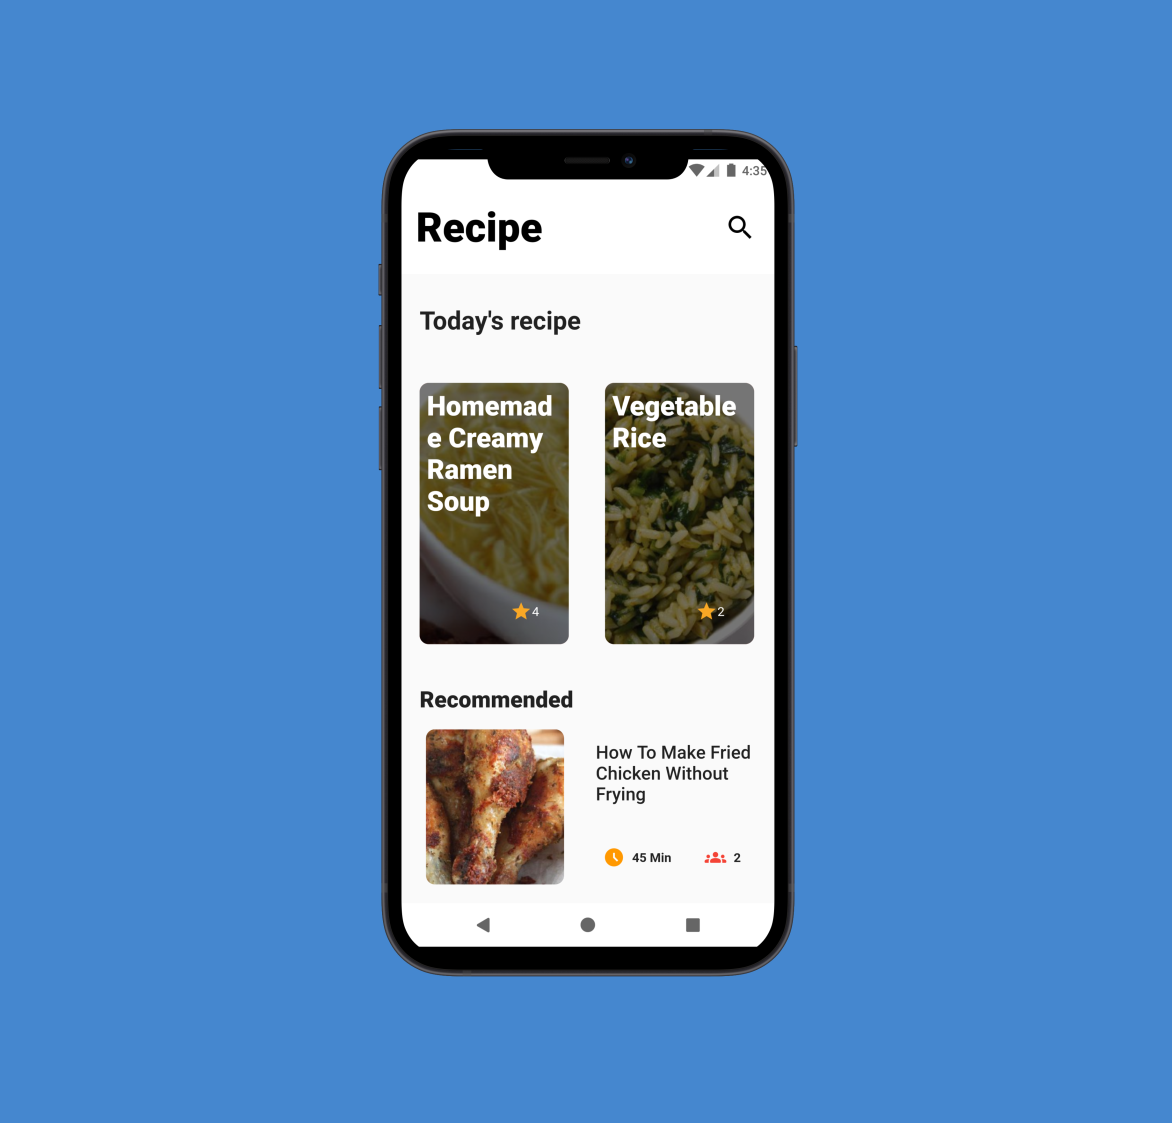 4:35
Recipe
Today's recipe
Homemad
e Creamy
Ramen
Soup
4
Vegetable
Rice
2
Recommended
How To Make Fried
Chicken Without
Frying
45 Min
2